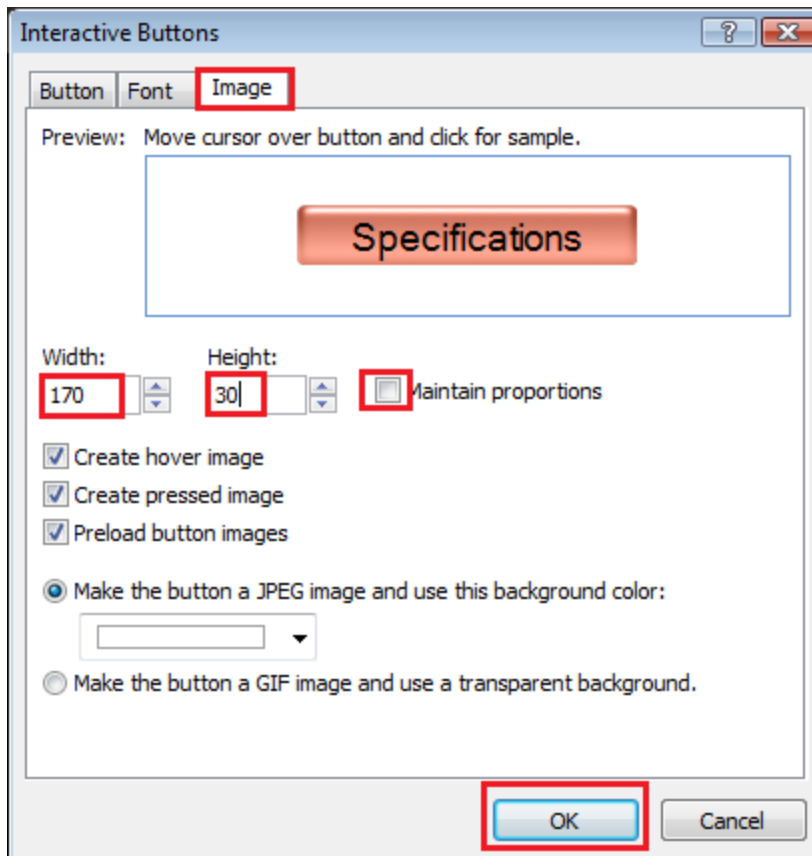 Interactive Buttons
Button Font Image
Preview: Move cursor over button and click for sample.
Specifications
Width: Height:
170 30 Maintain proportions
Create hover image
Create pressed image
Preload button images
Make the button a JPEG image and use this background color:
Make the button a GIF image and use a transparent background.
OK Cancel